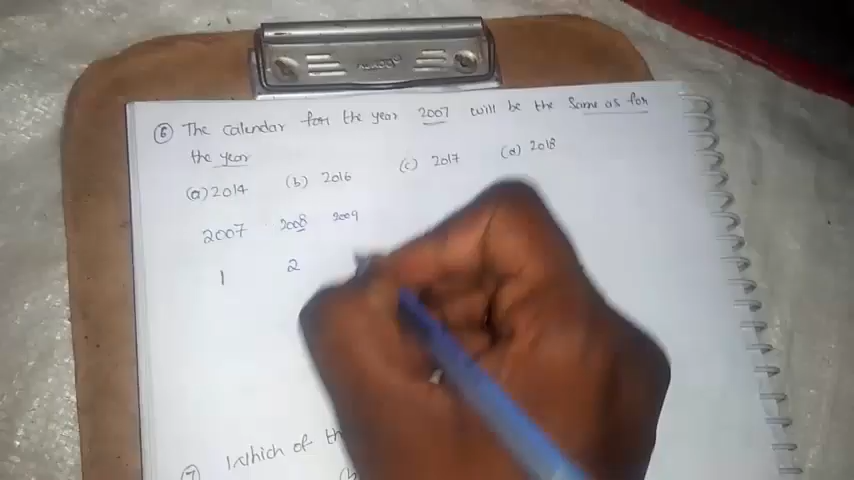 ⑥ The calendar for the year 2007 will be the same as for
the year
(a) 2014 (b) 2016 (c) 2017 (d) 2018
2007 2008 2009
1 2
⑦ Which of th
(b